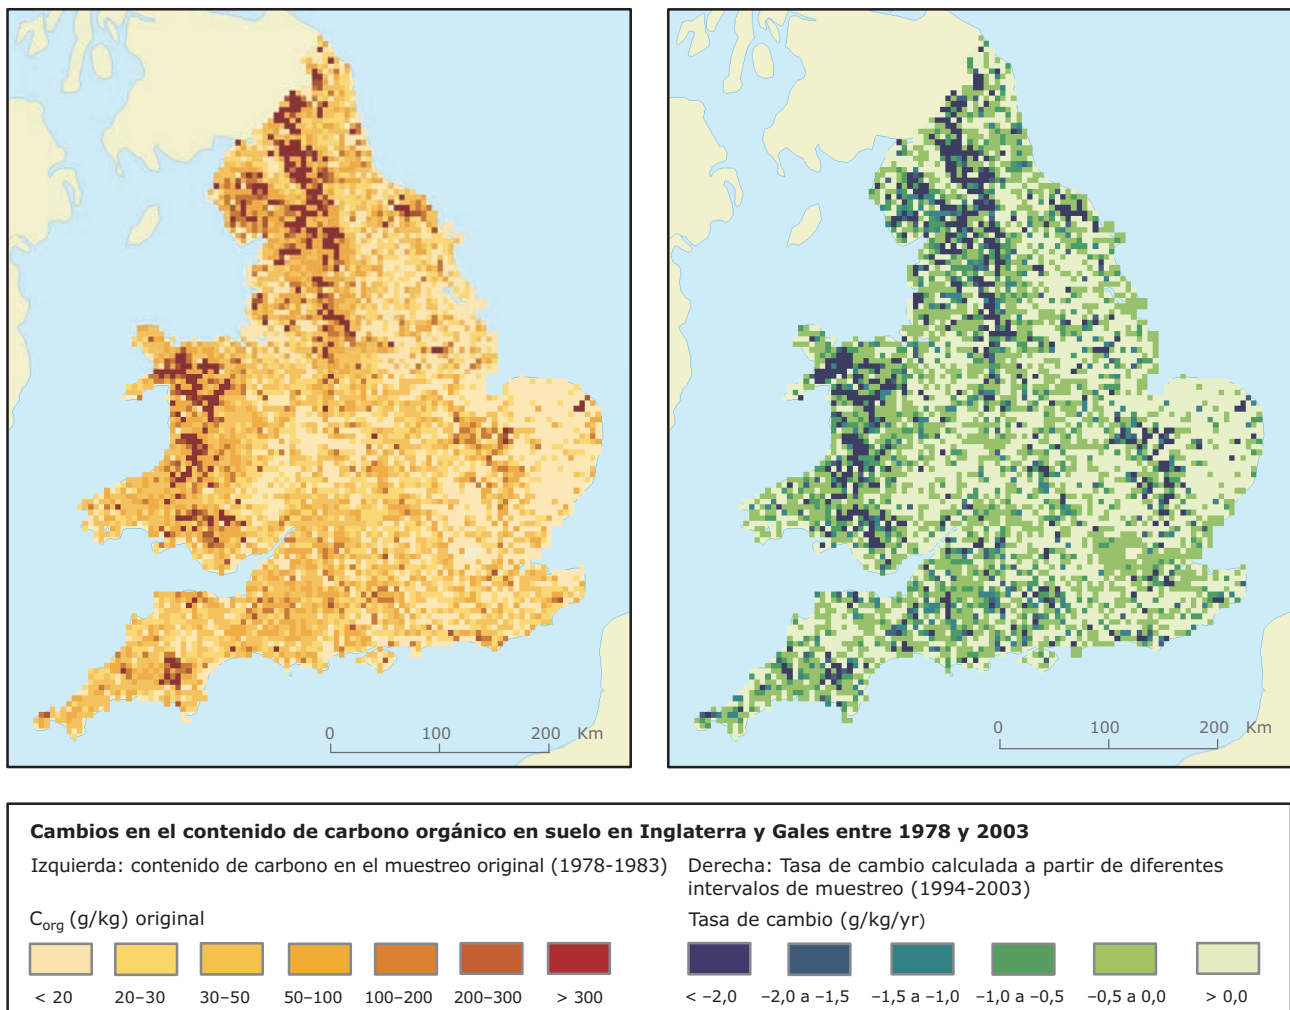 0 100 200 Km
0 100 200 Km
Cambios en el contenido de carbono orgánico en suelo en Inglaterra y Gales entre 1978 y 2003
Izquierda: contenido de carbono en el muestreo original (1978-1983)
C_org (g/kg) original
< 20 20–30 30–50 50–100 100–200 200–300 > 300
Derecha: Tasa de cambio calculada a partir de diferentes
intervalos de muestreo (1994-2003)
Tasa de cambio (g/kg/yr)
< –2,0 –2,0 a –1,5 –1,5 a –1,0 –1,0 a –0,5 –0,5 a 0,0 > 0,0